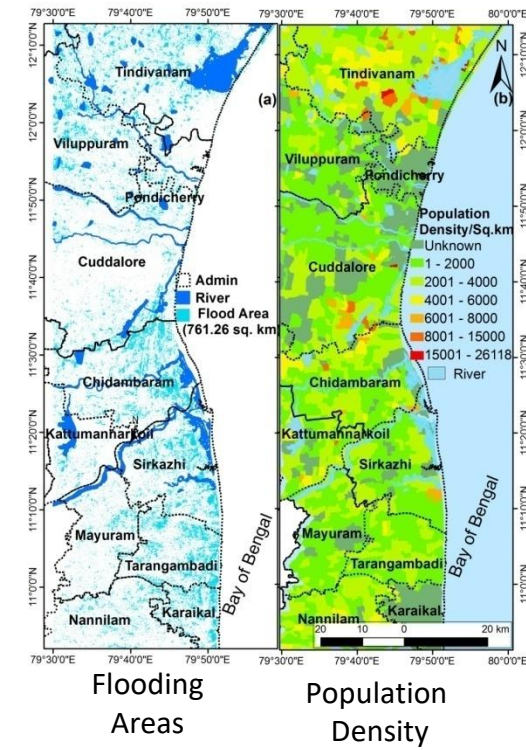 79°30'0"E 79°40'0"E 79°50'0"E
12°10'0"N
12°0'0"N
11°50'0"N
11°40'0"N
11°30'0"N
11°20'0"N
11°10'0"N
11°0'0"N
(a)
Tindivanam
Viluppuram
Pondicherry
Cuddalore
Admin
River
Flood Area
(761.26 sq. km)
Chidambaram
Kattumannarkoil
Sirkazhi
Mayuram
Tarangambadi
Nannilam
Karaikal
Bay of Bengal
79°30'0"E 79°40'0"E 79°50'0"E
Flooding
Areas
79°30'0"E 79°40'0"E 79°50'0"E 80°0'0"E
N
(b)
Tindivanam
Viluppuram
Pondicherry
Cuddalore
Population
Density/Sq.km
Unknown
1 - 2000
2001 - 4000
4001 - 6000
6001 - 8000
8001 - 15000
15001 - 26118
River
Chidambaram
Kattumannarkoil
Sirkazhi
Mayuram
Tarangambadi
Nannilam
Karaikal
Bay of Bengal
20 10 0 20 km
79°30'0"E 79°40'0"E 79°50'0"E 80°0'0"E
Population
Density